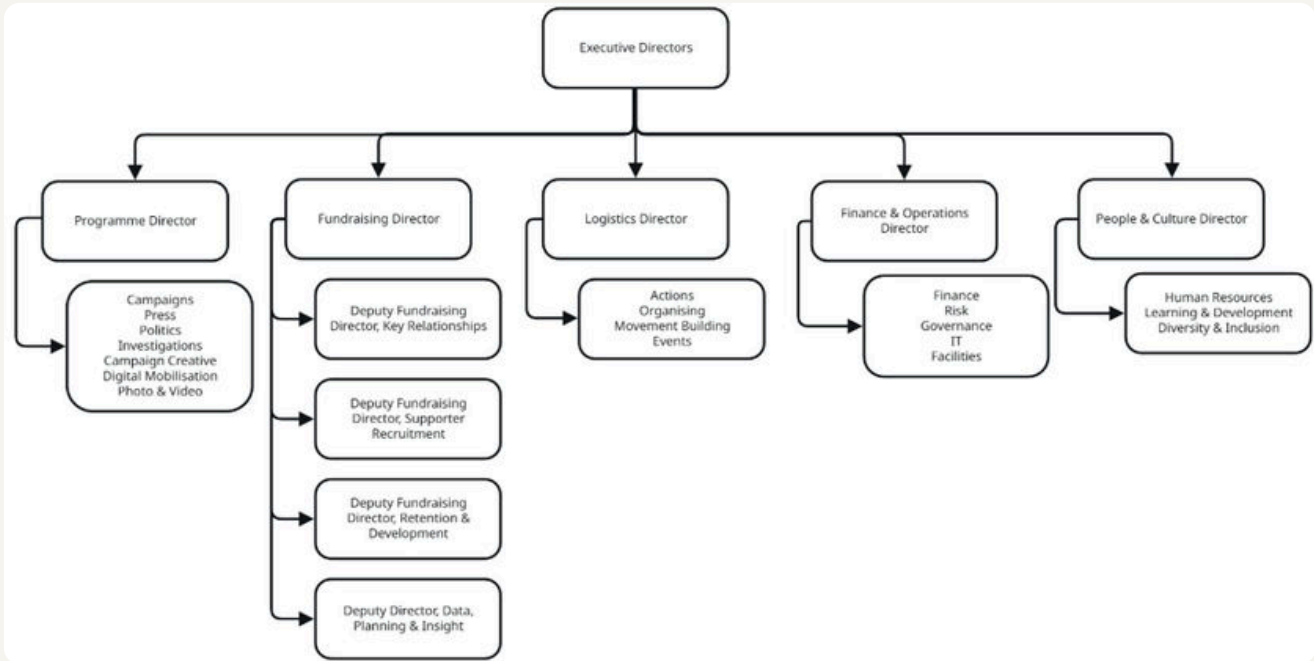 Executive Directors
Programme Director
Campaigns
Press
Politics
Investigations
Campaign Creative
Digital Mobilisation
Photo & Video
Fundraising Director
Deputy Fundraising
Director, Key Relationships
Deputy Fundraising
Director, Supporter
Recruitment
Deputy Fundraising
Director, Retention &
Development
Deputy Director, Data,
Planning & Insight
Logistics Director
Actions
Organising
Movement Building
Events
Finance & Operations
Director
Finance
Risk
Governance
IT
Facilities
People & Culture Director
Human Resources
Learning & Development
Diversity & Inclusion